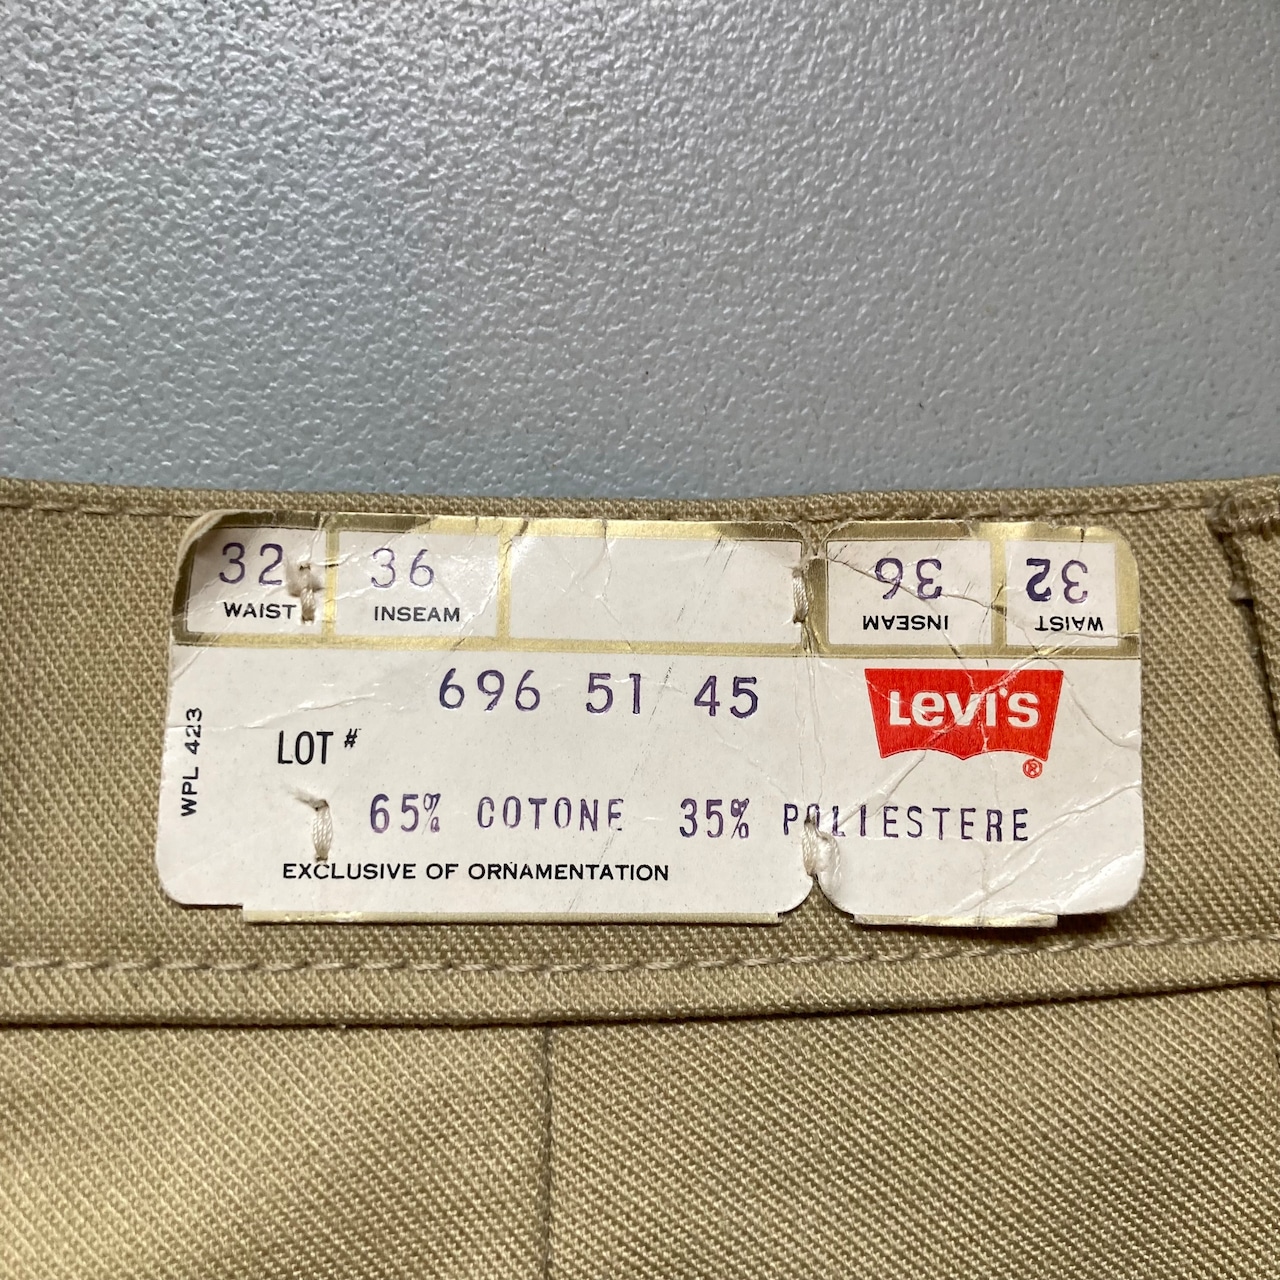 32 36 36 32
WAIST INSEAM INSEAM WAIST
696 51 45
LEVI'S ®
LOT #
WPL 423
65% COTONE 35% POLIESTERE
EXCLUSIVE OF ORNAMENTATION